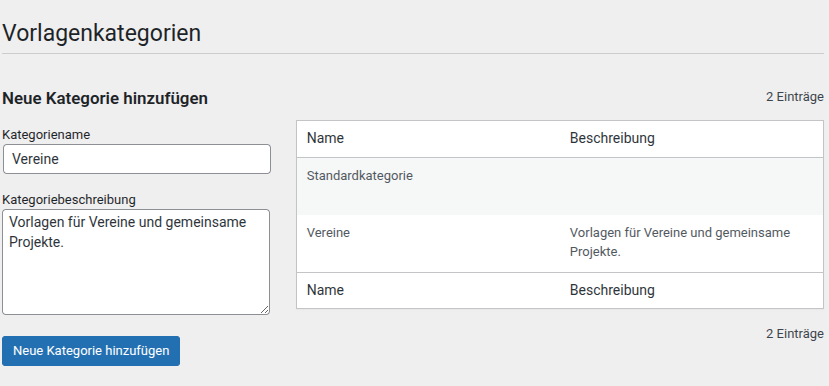 Vorlagenkategorien
Neue Kategorie hinzufügen
2 Einträge
Kategoriename
Vereine
Kategoriebeschreibung
Vorlagen für Vereine und gemeinsame
Projekte.
Neue Kategorie hinzufügen
Name Beschreibung
Standardkategorie
Vereine Vorlagen für Vereine und gemeinsame
Projekte.
Name Beschreibung
2 Einträge